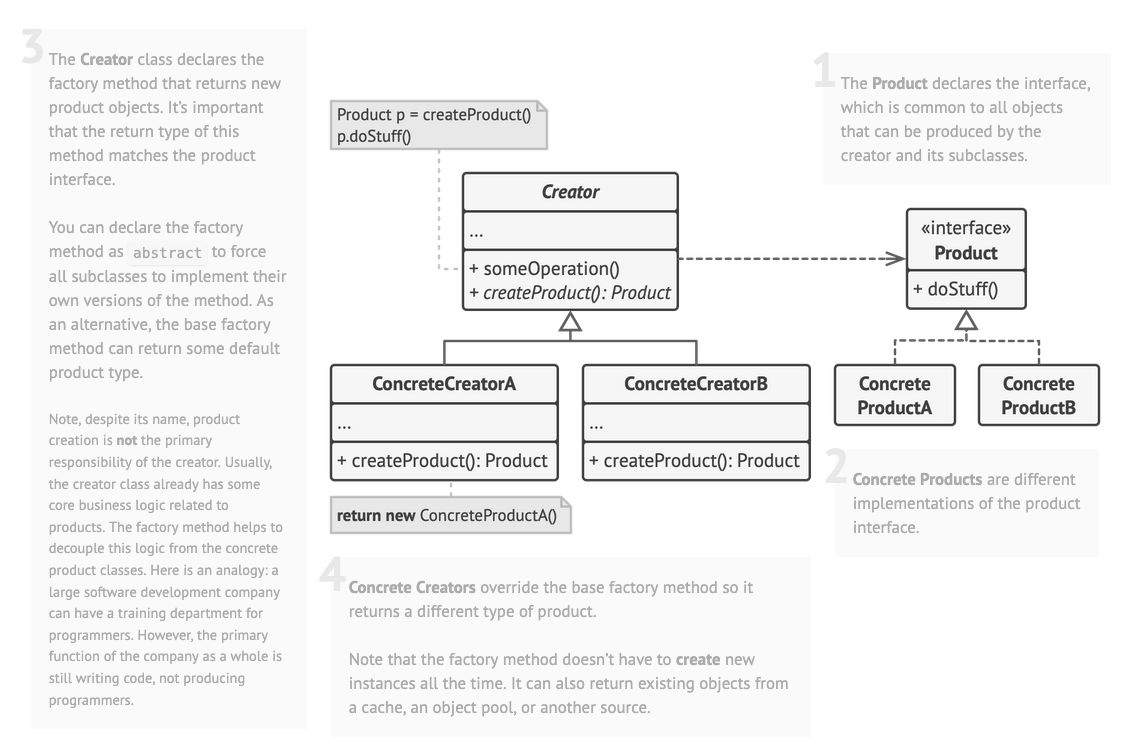 3
The Creator class declares the
factory method that returns new
product objects. It's important
that the return type of this
method matches the product
interface.
You can declare the factory
method as abstract to force
all subclasses to implement their
own versions of the method. As
an alternative, the base factory
method can return some default
product type.
Note, despite its name, product
creation is not the primary
responsibility of the creator. Usually,
the creator class already has some
core business logic related to
products. The factory method helps to
decouple this logic from the concrete
product classes. Here is an analogy: a
large software development company
can have a training department for
programmers. However, the primary
function of the company as a whole is
still writing code, not producing
programmers.
Product p = createProduct()
p.doStuff()
Creator
...
+ someOperation()
+ createProduct(): Product
ConcreteCreatorA
...
+ createProduct(): Product
ConcreteCreatorB
...
+ createProduct(): Product
return new ConcreteProductA()
1
The Product declares the interface,
which is common to all objects
that can be produced by the
creator and its subclasses.
«interface»
Product
+ doStuff()
Concrete
ProductA
Concrete
ProductB
2
Concrete Products are different
implementations of the product
interface.
4
Concrete Creators override the base factory method so it
returns a different type of product.
Note that the factory method doesn't have to create new
instances all the time. It can also return existing objects from
a cache, an object pool, or another source.